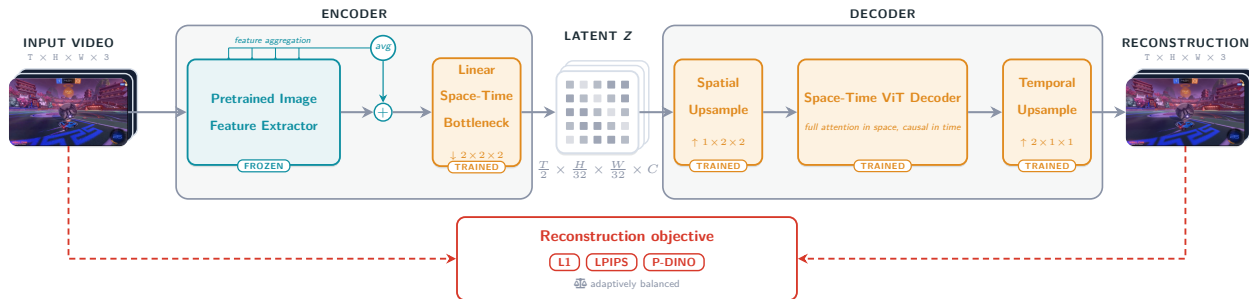 ENCODER
DECODER
INPUT VIDEO
T × H × W × 3
feature aggregation
avg
Pretrained Image
Feature Extractor
FROZEN
+
Linear
Space-Time
Bottleneck
↓ 2 × 2 × 2
TRAINED
LATENT Z
T/2 × H/32 × W/32 × C
Spatial
Upsample
↑ 1 × 2 × 2
TRAINED
Space-Time ViT Decoder
full attention in space, causal in time
TRAINED
Temporal
Upsample
↑ 2 × 1 × 1
TRAINED
RECONSTRUCTION
T × H × W × 3
Reconstruction objective
L1 LPIPS P-DINO
adaptively balanced